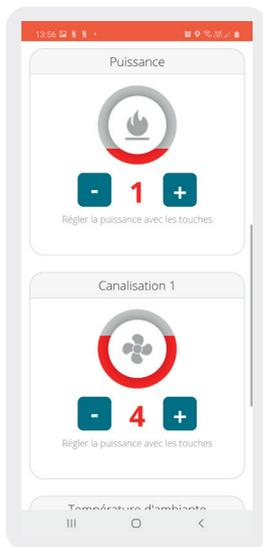 13:56
Puissance
- 1 +
Régler la puissance avec les touches
Canalisation 1
- 4 +
Régler la puissance avec les touches
Température d'ambiante